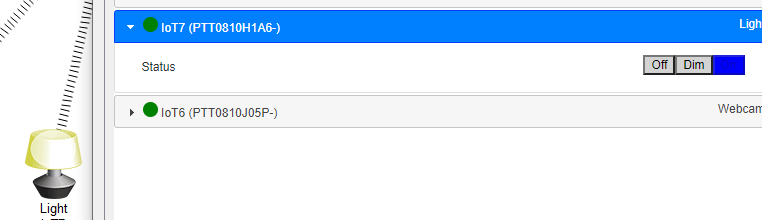 IoT7 (PTT0810H1A6-) Ligh
Status Off Dim
IoT6 (PTT0810J05P-) Webcam
Light